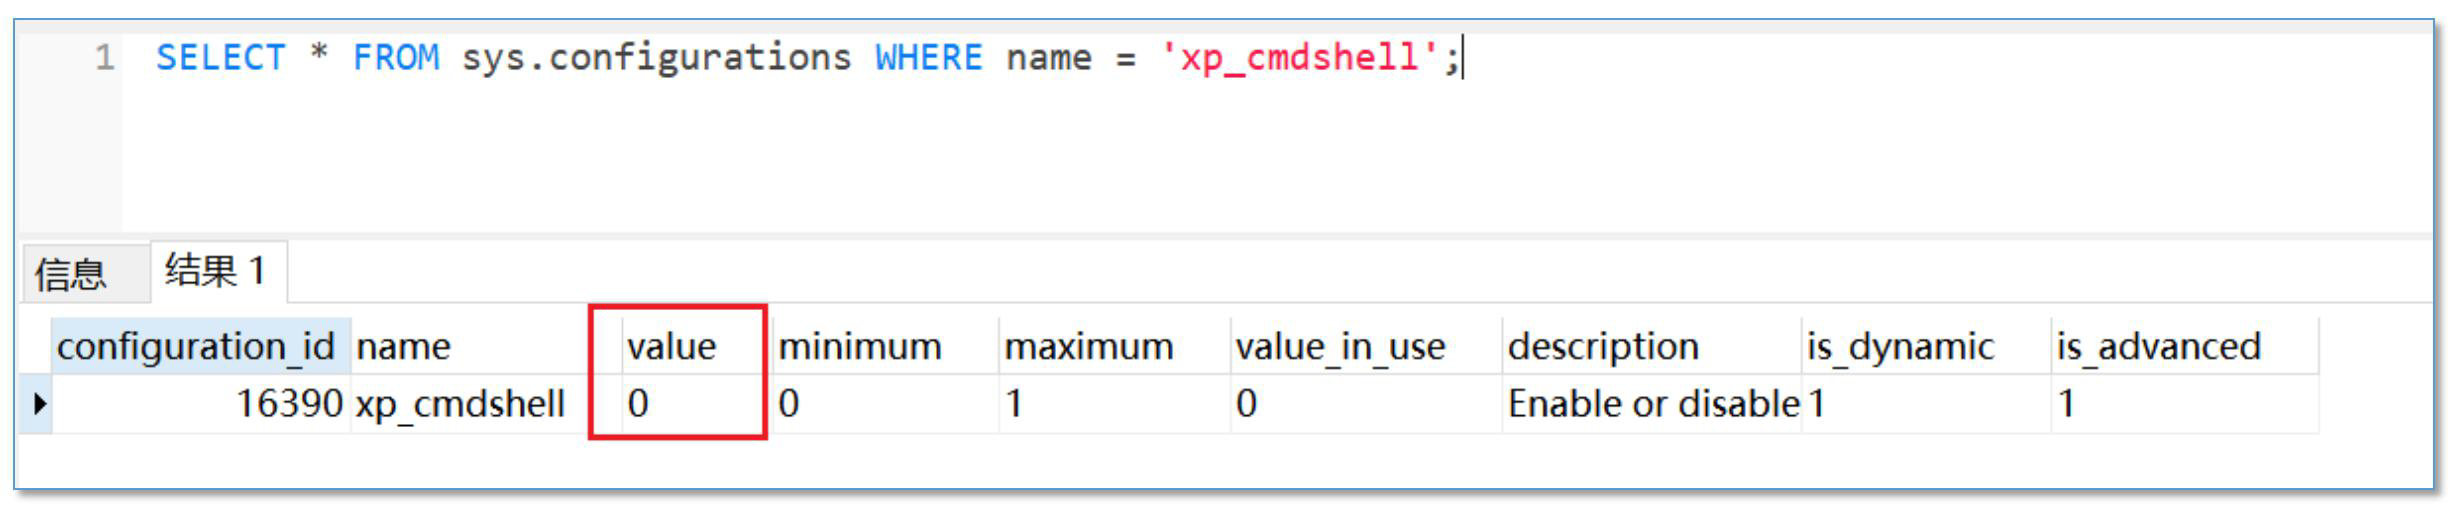 1 SELECT * FROM sys.configurations WHERE name = 'xp_cmdshell';
信息 结果 1
configuration_id name value minimum maximum value_in_use description is_dynamic is_advanced
16390 xp_cmdshell 0 0 1 0 Enable or disable 1 1